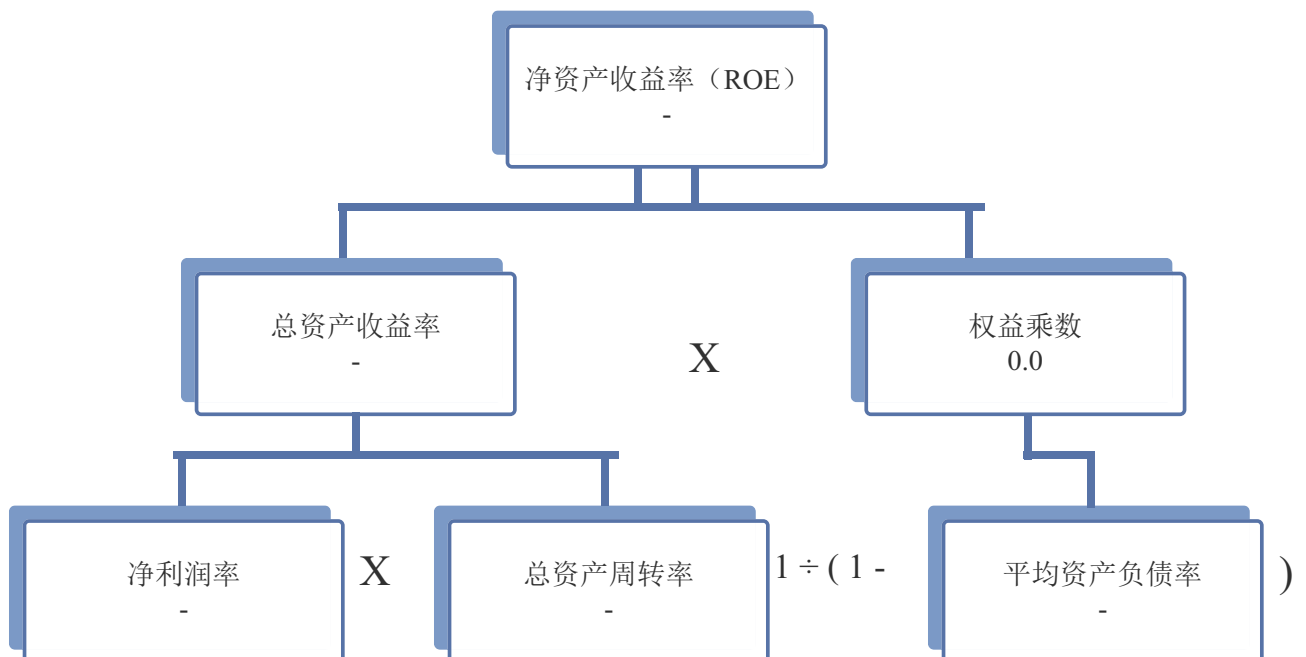 净资产收益率（ROE）
-
总资产收益率
-
X
权益乘数
0.0
净利润率
-
X
总资产周转率
-
1 ÷ ( 1 -
平均资产负债率
-
)